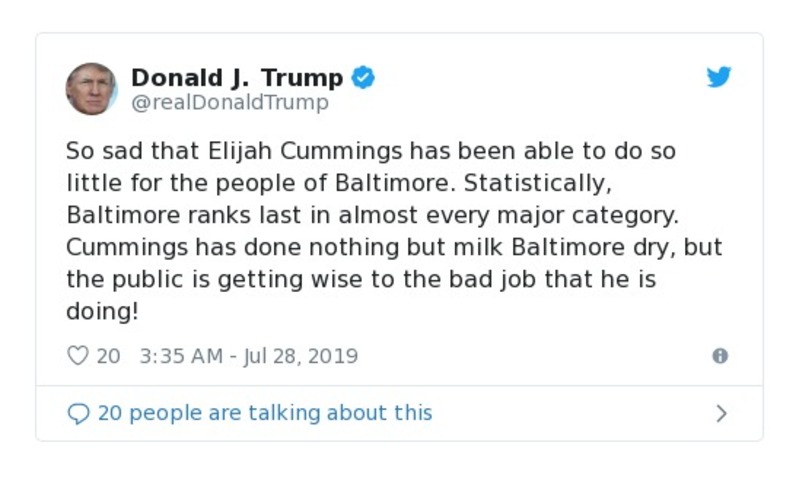 Donald J. Trump
@realDonaldTrump
So sad that Elijah Cummings has been able to do so
little for the people of Baltimore. Statistically,
Baltimore ranks last in almost every major category.
Cummings has done nothing but milk Baltimore dry, but
the public is getting wise to the bad job that he is
doing!
20 3:35 AM - Jul 28, 2019
20 people are talking about this